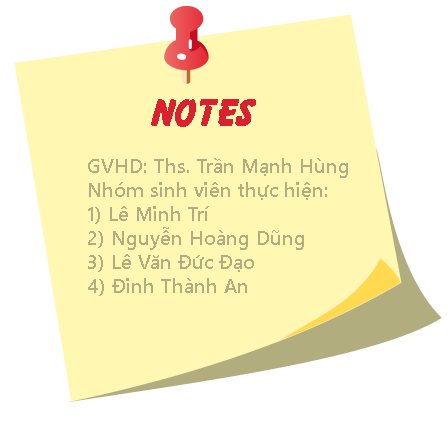 NOTES
GVHD: Ths. Trần Mạnh Hùng
Nhóm sinh viên thực hiện:
1) Lê Minh Trí
2) Nguyễn Hoàng Dũng
3) Lê Văn Đức Đạo
4) Đinh Thành An